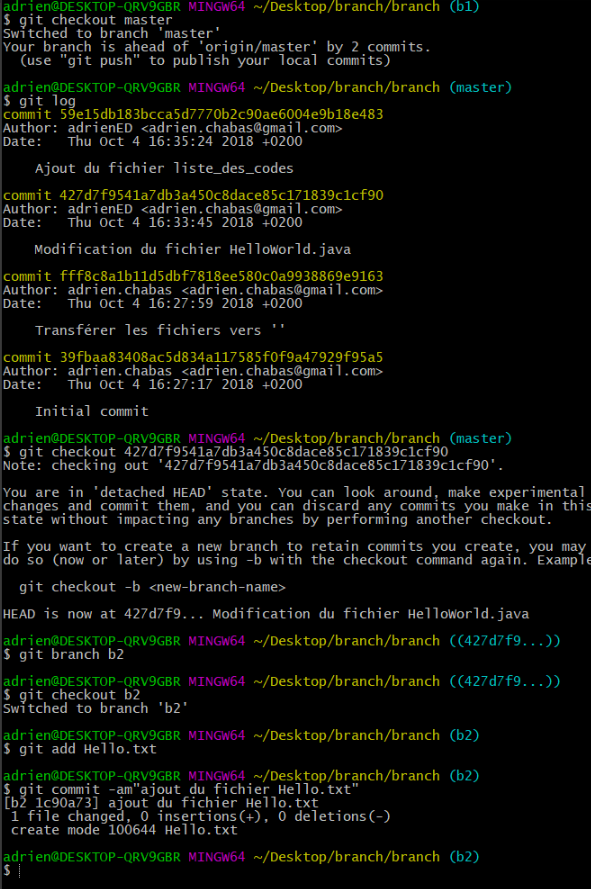 adrien@DESKTOP-QRV9GBR MINGW64 ~/Desktop/branch/branch (b1)
$ git checkout master
Switched to branch 'master'
Your branch is ahead of 'origin/master' by 2 commits.
  (use "git push" to publish your local commits)

adrien@DESKTOP-QRV9GBR MINGW64 ~/Desktop/branch/branch (master)
$ git log
commit 59e15db183bcca5d7770b2c90ae6004e9b18e483
Author: adrienED <adrien.chabas@gmail.com>
Date:   Thu Oct 4 16:35:24 2018 +0200

    Ajout du fichier liste_des_codes

commit 427d7f9541a7db3a450c8dace85c171839c1cf90
Author: adrienED <adrien.chabas@gmail.com>
Date:   Thu Oct 4 16:33:45 2018 +0200

    Modification du fichier HelloWorld.java

commit fff8c8a1b11d5dbf7818ee580c0a9938869e9163
Author: adrien.chabas <adrien.chabas@gmail.com>
Date:   Thu Oct 4 16:27:59 2018 +0200

    Transférer les fichiers vers ''

commit 39fbaa83408ac5d834a117585f0f9a47929f95a5
Author: adrien.chabas <adrien.chabas@gmail.com>
Date:   Thu Oct 4 16:27:17 2018 +0200

    Initial commit

adrien@DESKTOP-QRV9GBR MINGW64 ~/Desktop/branch/branch (master)
$ git checkout 427d7f9541a7db3a450c8dace85c171839c1cf90
Note: checking out '427d7f9541a7db3a450c8dace85c171839c1cf90'.

You are in 'detached HEAD' state. You can look around, make experimental
changes and commit them, and you can discard any commits you make in this
state without impacting any branches by performing another checkout.

If you want to create a new branch to retain commits you create, you may
do so (now or later) by using -b with the checkout command again. Example

  git checkout -b <new-branch-name>

HEAD is now at 427d7f9... Modification du fichier HelloWorld.java

adrien@DESKTOP-QRV9GBR MINGW64 ~/Desktop/branch/branch ((427d7f9...))
$ git branch b2

adrien@DESKTOP-QRV9GBR MINGW64 ~/Desktop/branch/branch ((427d7f9...))
$ git checkout b2
Switched to branch 'b2'

adrien@DESKTOP-QRV9GBR MINGW64 ~/Desktop/branch/branch (b2)
$ git add Hello.txt

adrien@DESKTOP-QRV9GBR MINGW64 ~/Desktop/branch/branch (b2)
$ git commit -am"ajout du fichier Hello.txt"
[b2 1c90a73] ajout du fichier Hello.txt
 1 file changed, 0 insertions(+), 0 deletions(-)
 create mode 100644 Hello.txt

adrien@DESKTOP-QRV9GBR MINGW64 ~/Desktop/branch/branch (b2)
$